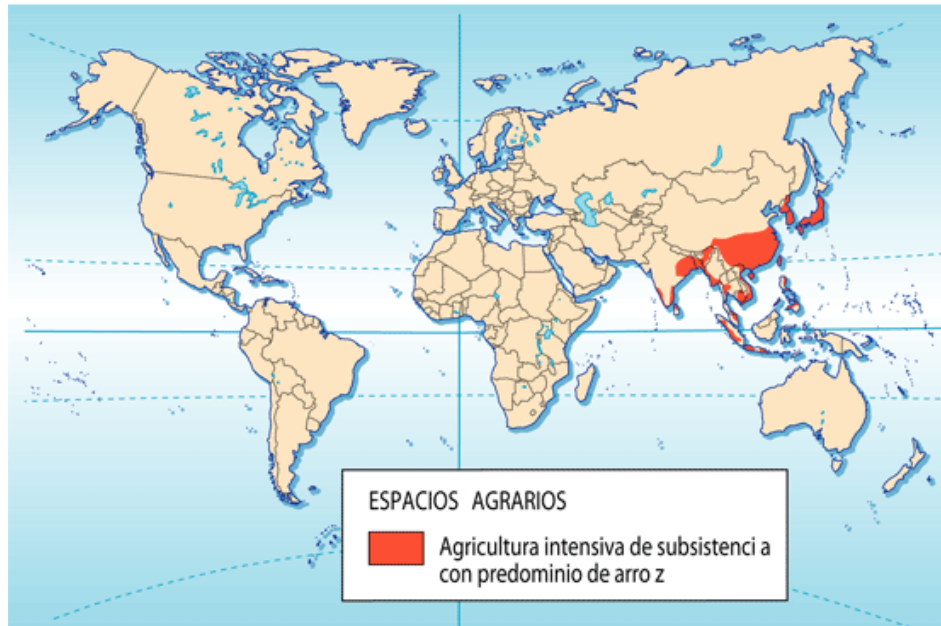 ESPACIOS AGRARIOS
Agricultura intensiva de subsistenci a
con predominio de arro z